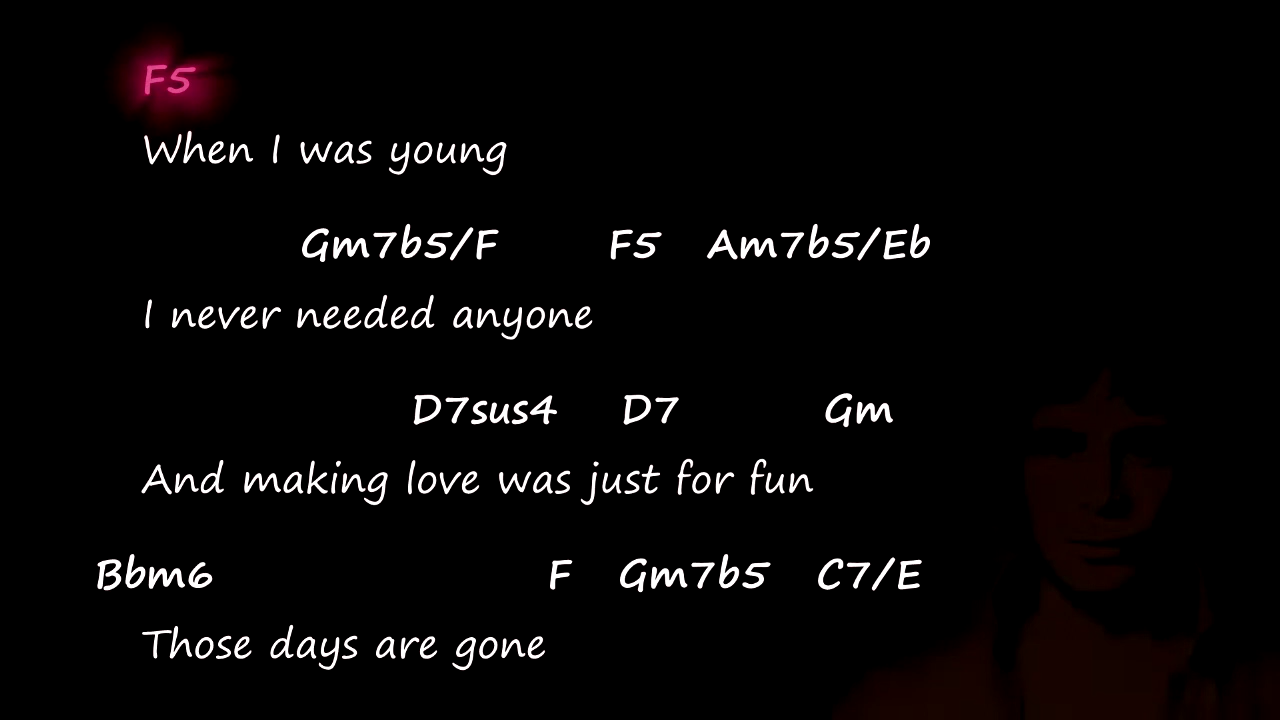 F5
When I was young
Gm7b5/F F5 Am7b5/Eb
I never needed anyone
D7sus4 D7 Gm
And making love was just for fun
Bbm6 F Gm7b5 C7/E
Those days are gone